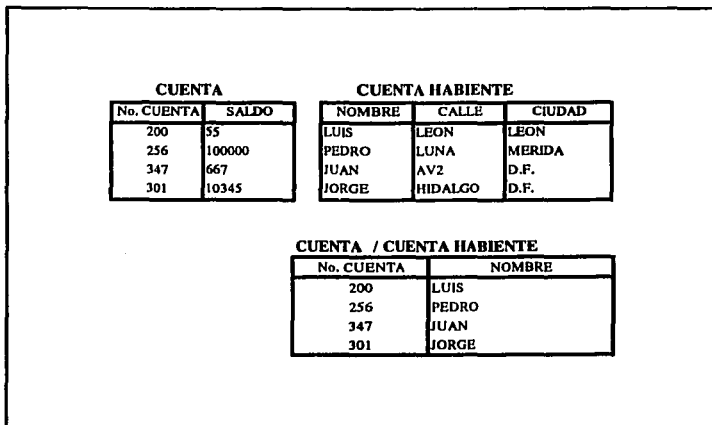 CUENTA
No. CUENTA SALDO
200 55
256 100000
347 667
301 10345
CUENTA HABIENTE
NOMBRE CALLE CIUDAD
LUIS LEON LEON
PEDRO LUNA MERIDA
JUAN AV2 D.F.
JORGE HIDALGO D.F.
CUENTA / CUENTA HABIENTE
No. CUENTA NOMBRE
200 LUIS
256 PEDRO
347 JUAN
301 JORGE